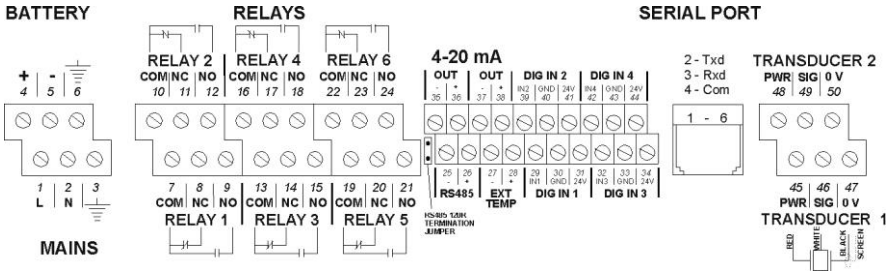 BATTERY RELAYS SERIAL PORT
RELAY 2 RELAY 4 RELAY 6
COM NC NO COM NC NO COM NC NO
10 11 12 16 17 18 22 23 24
+ -
4 5 6
4-20 mA
OUT OUT DIG IN 2 DIG IN 4
- + - + IN2 GND 24V IN4 GND 24V
35 36 37 38 39 40 41 42 43 44
2 - Txd
3 - Rxd
4 - Com
1 - 6
TRANSDUCER 2
PWR SIG 0 V
48 49 50
1 2 3
L N
MAINS
7 8 9 13 14 15 19 20 21
COM NC NO COM NC NO COM NC NO
RELAY 1 RELAY 3 RELAY 5
RS485 120R
TERMINATION
JUMPER
25 26 27 28 29 30 31 32 33 34
- + - + IN1 GND 24V IN3 GND 24V
RS485 EXT TEMP DIG IN 1 DIG IN 3
45 46 47
PWR SIG 0 V
TRANSDUCER 1
RED
WHITE
BLACK
SCREEN